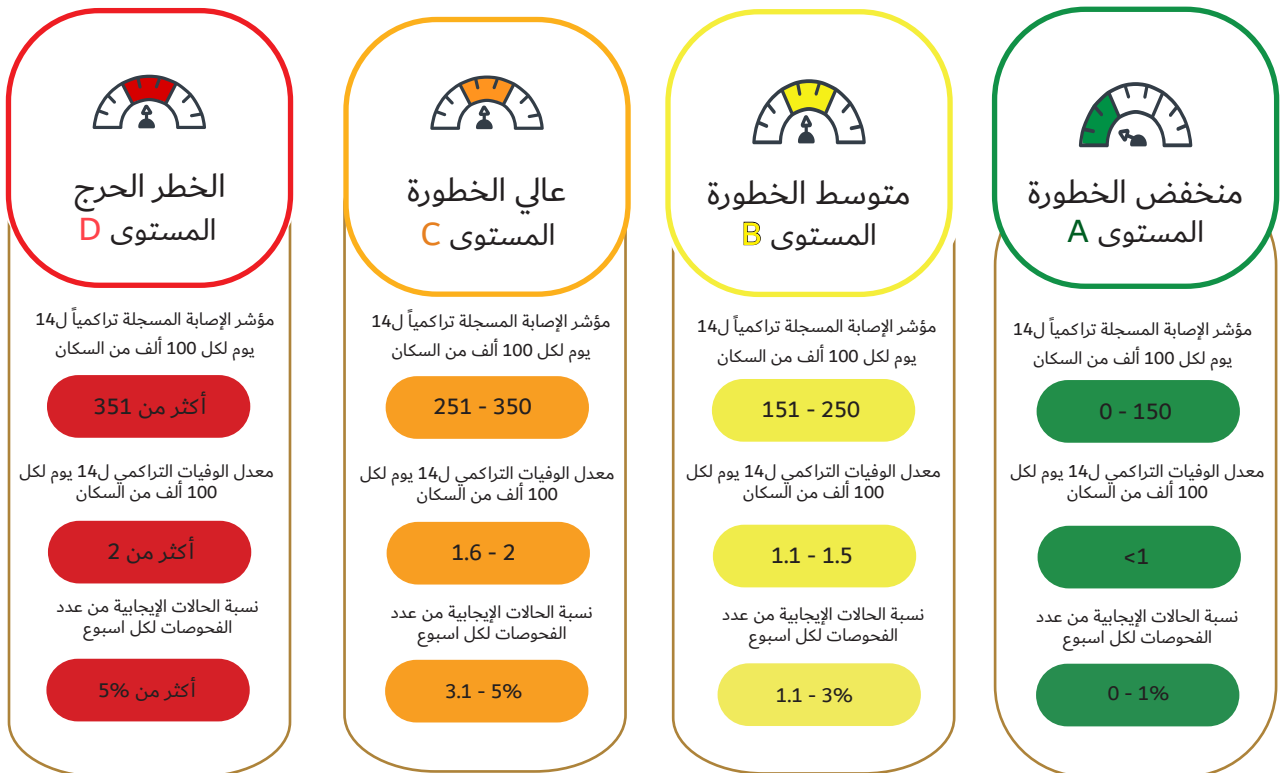 منخفض الخطورة
المستوى A
مؤشر الإصابة المسجلة تراكمياً ل14
يوم لكل 100 ألف من السكان
0 - 150
معدل الوفيات التراكمي ل14 يوم لكل
100 ألف من السكان
<1
نسبة الحالات الإيجابية من عدد
الفحوصات لكل اسبوع
0 - 1%
متوسط الخطورة
المستوى B
مؤشر الإصابة المسجلة تراكمياً ل14
يوم لكل 100 ألف من السكان
151 - 250
معدل الوفيات التراكمي ل14 يوم لكل
100 ألف من السكان
1.1 - 1.5
نسبة الحالات الإيجابية من عدد
الفحوصات لكل اسبوع
1.1 - 3%
عالي الخطورة
المستوى C
مؤشر الإصابة المسجلة تراكمياً ل14
يوم لكل 100 ألف من السكان
251 - 350
معدل الوفيات التراكمي ل14 يوم لكل
100 ألف من السكان
1.6 - 2
نسبة الحالات الإيجابية من عدد
الفحوصات لكل اسبوع
3.1 - 5%
الخطر الحرج
المستوى D
مؤشر الإصابة المسجلة تراكمياً ل14
يوم لكل 100 ألف من السكان
أكثر من 351
معدل الوفيات التراكمي ل14 يوم لكل
100 ألف من السكان
أكثر من 2
نسبة الحالات الإيجابية من عدد
الفحوصات لكل اسبوع
أكثر من 5%